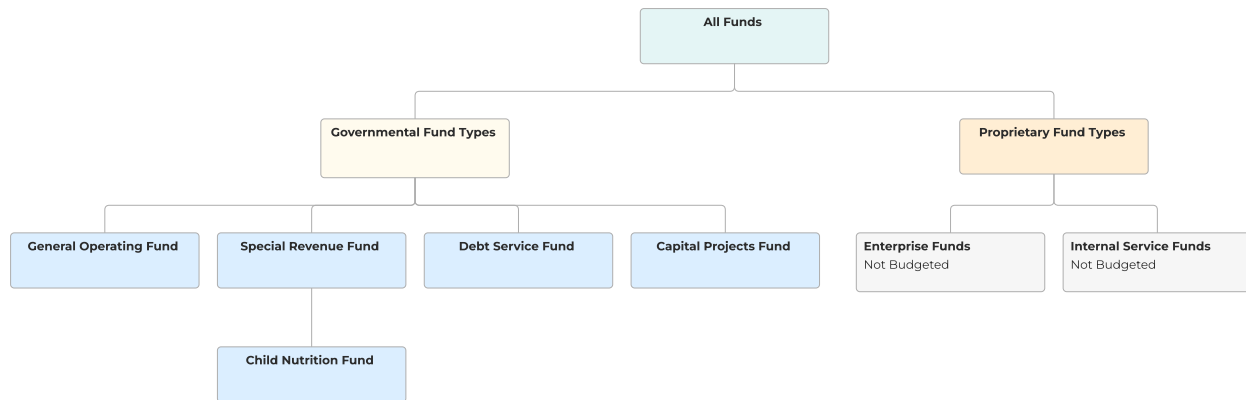 All Funds
Governmental Fund Types
Proprietary Fund Types
General Operating Fund
Special Revenue Fund
Debt Service Fund
Capital Projects Fund
Enterprise Funds
Not Budgeted
Internal Service Funds
Not Budgeted
Child Nutrition Fund